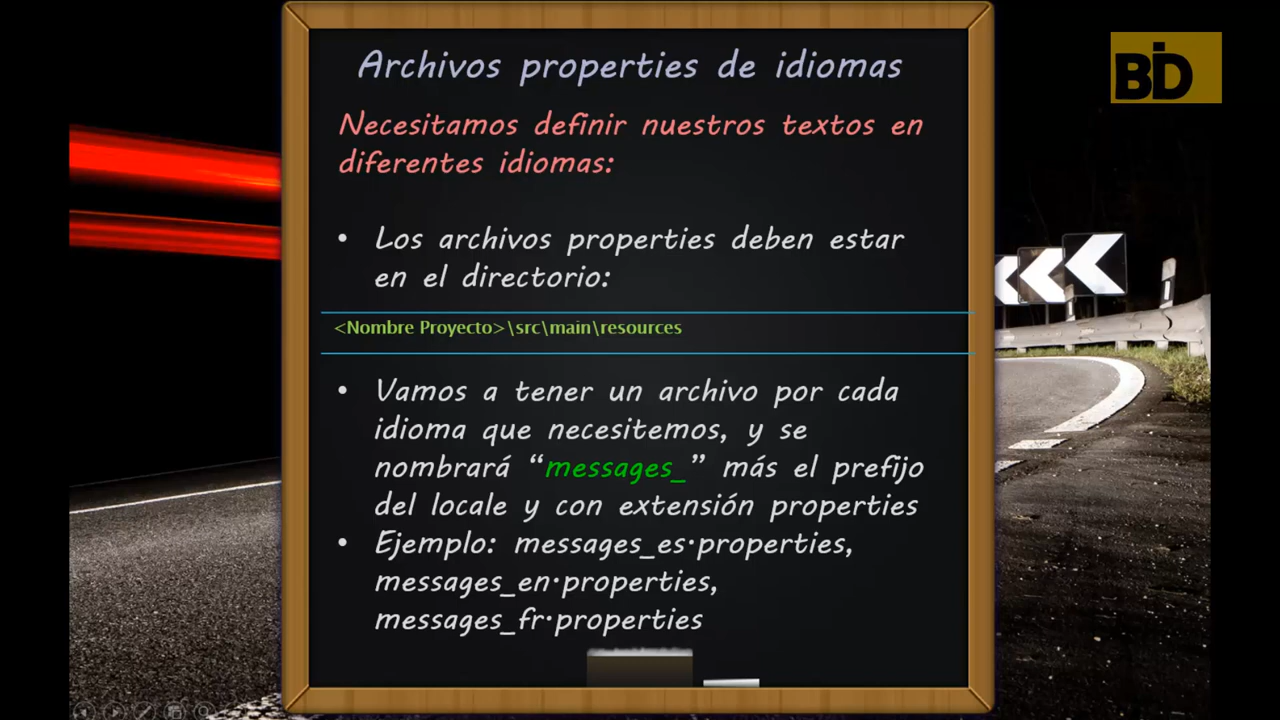 Archivos properties de idiomas
BID
Necesitamos definir nuestros textos en
diferentes idiomas:
• Los archivos properties deben estar
en el directorio:
<Nombre Proyecto>\src\main\resources
• Vamos a tener un archivo por cada
idioma que necesitemos, y se
nombrará “messages_” más el prefijo
del locale y con extensión properties
• Ejemplo: messages_es.properties,
messages_en.properties,
messages_fr.properties